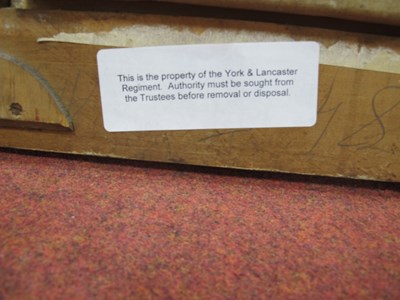 This is the property of the York & Lancaster
Regiment. Authority must be sought from
the Trustees before removal or disposal.